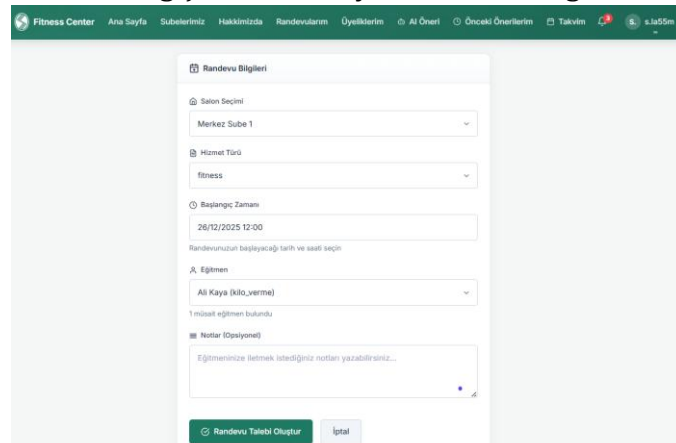 Fitness Center Ana Sayfa Subelerimiz Hakkimizda Randevularım Üyeliklerim AI Öneri Önceki Önerilerim Takvim 3 S. s.la55m
Randevu Bilgileri
Salon Seçimi
Merkez Sube 1
Hizmet Türü
fitness
Başlangıç Zamanı
26/12/2025 12:00
Randevunuzun başlayacağı tarih ve saati seçin
Eğitmen
Ali Kaya (kilo_verme)
1 müsait eğitmen bulundu
Notlar (Opsiyonel)
Eğitmeninize iletmek istediğiniz notları yazabilirsiniz...
Randevu Talebi Oluştur İptal